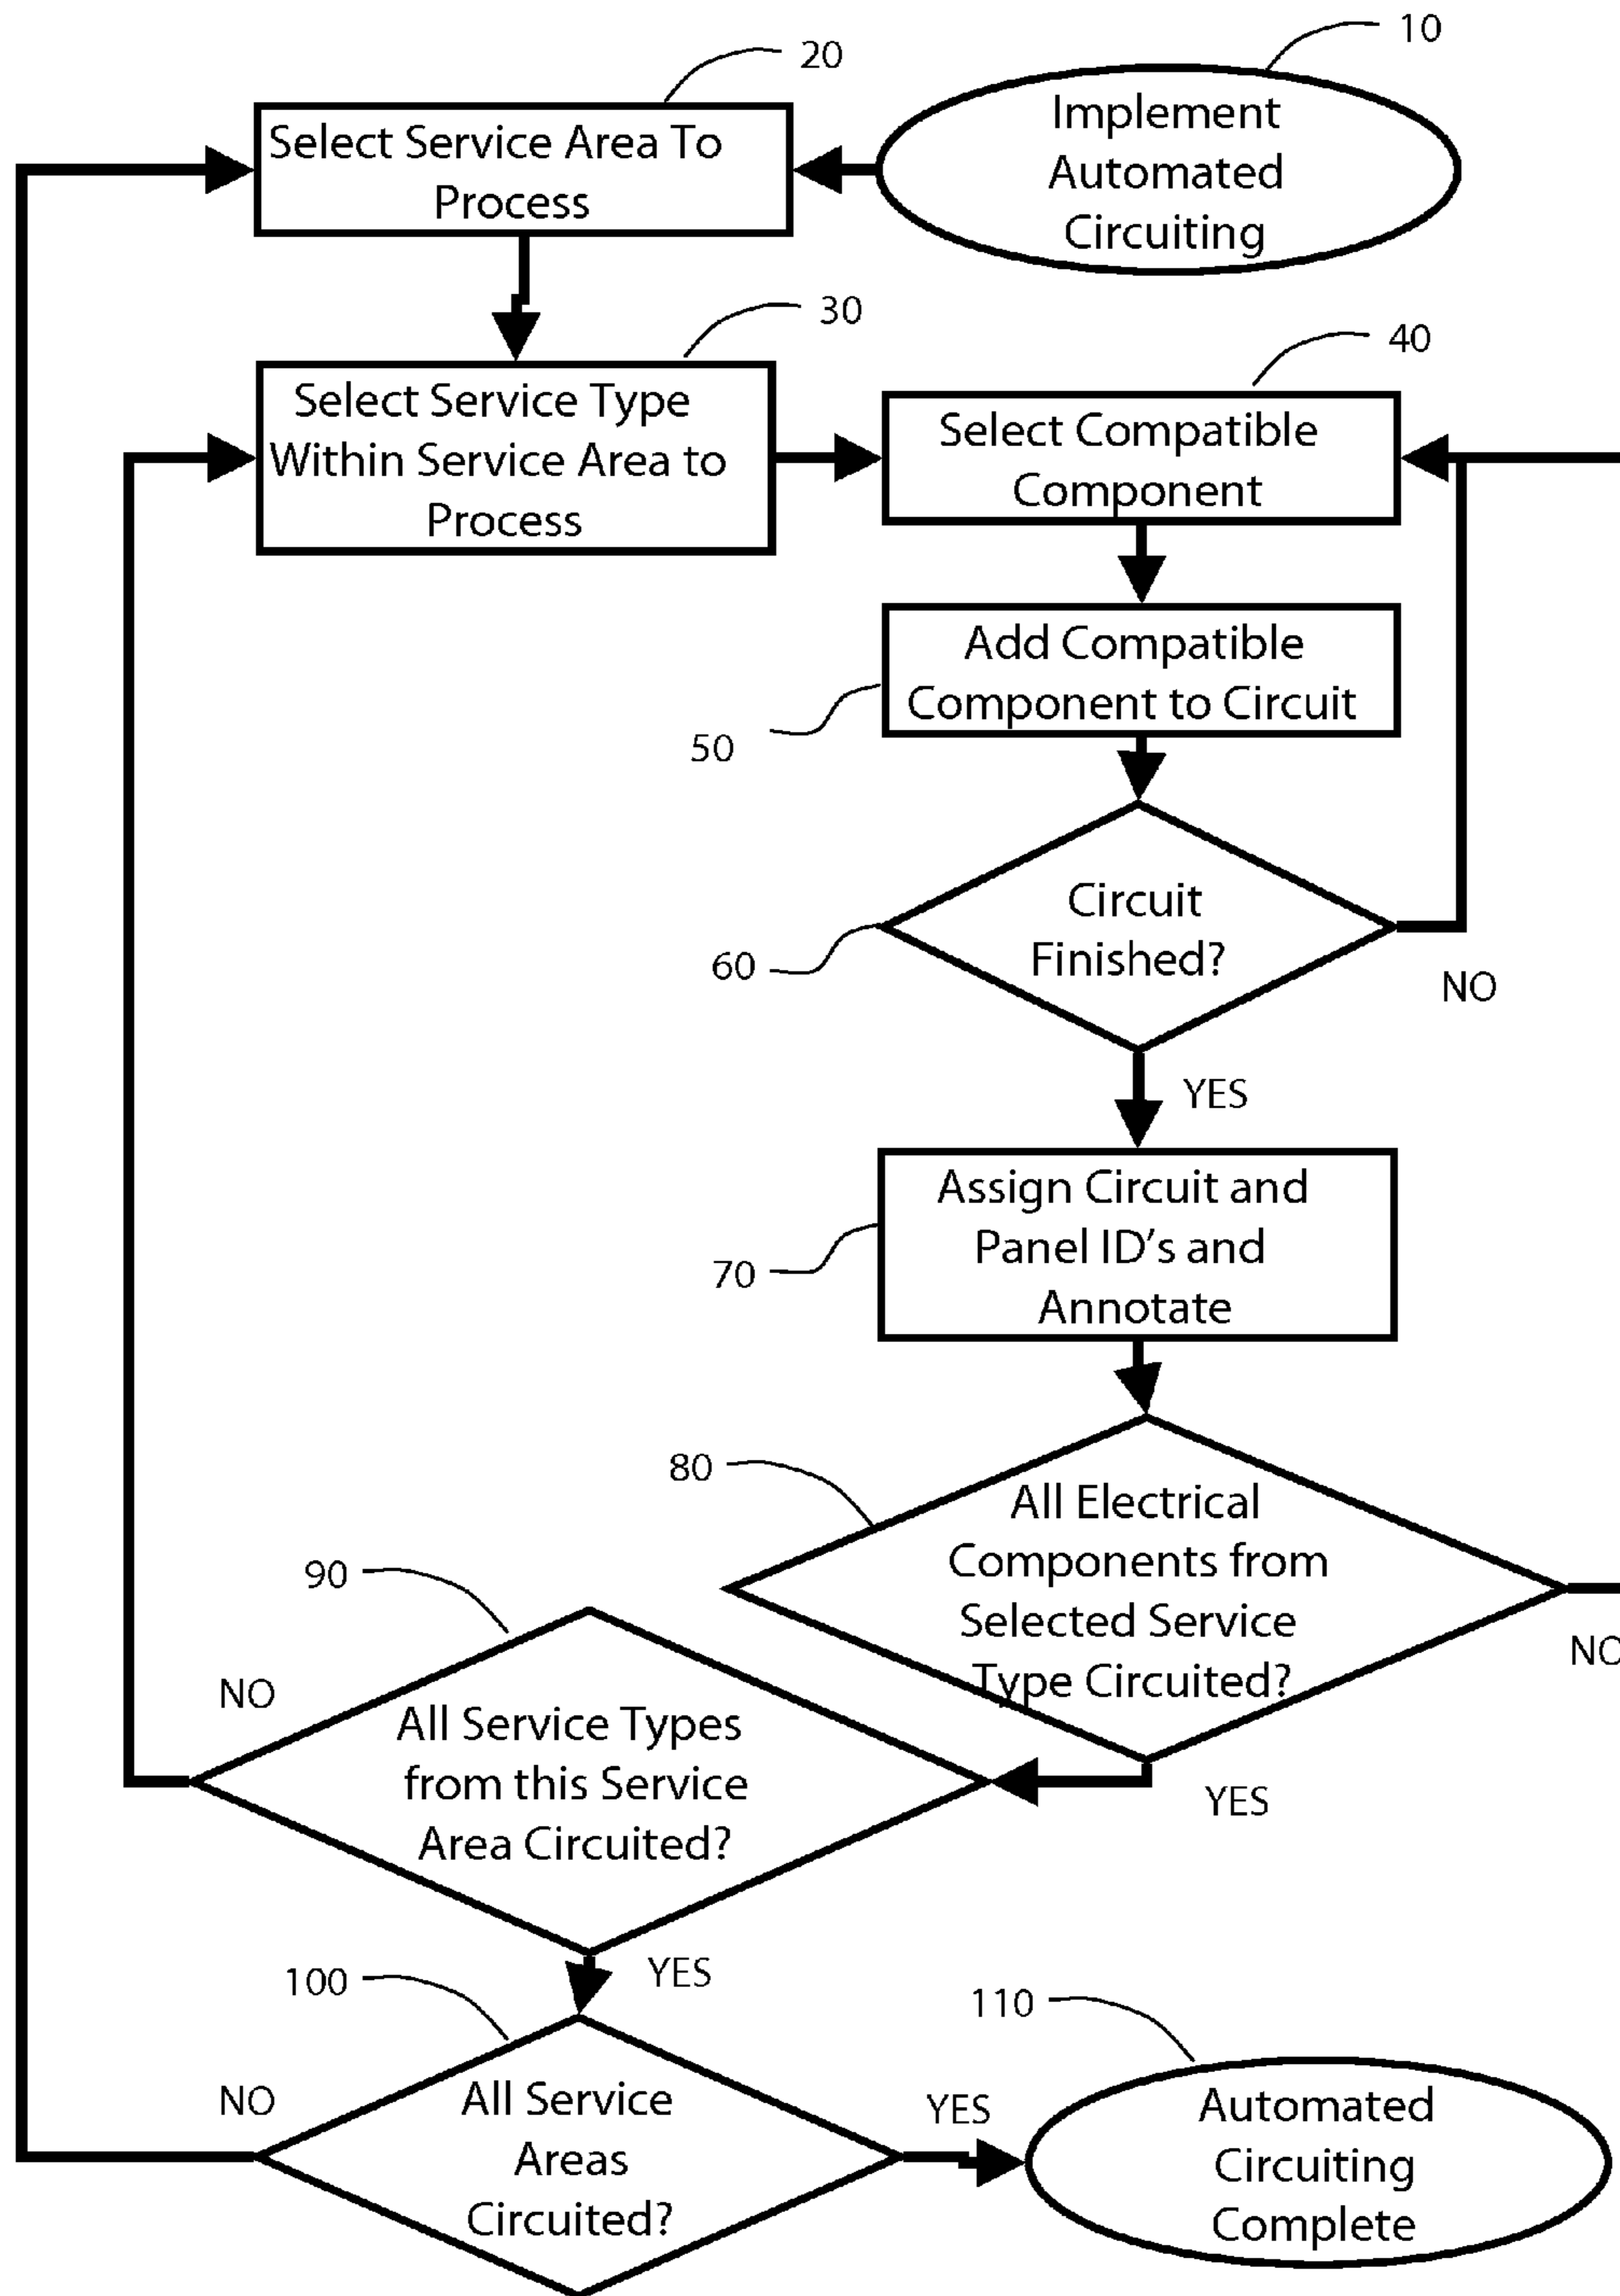 10
Implement
Automated
Circuiting
20
Select Service Area To
Process
30
Select Service Type
Within Service Area to
Process
40
Select Compatible
Component
50
Add Compatible
Component to Circuit
60
Circuit
Finished?
NO
YES
70
Assign Circuit and
Panel ID's and
Annotate
80
All Electrical
Components from
Selected Service
Type Circuited?
NO
YES
90
All Service Types
from this Service
Area Circuited?
NO
YES
100
All Service
Areas
Circuited?
NO
YES
110
Automated
Circuiting
Complete